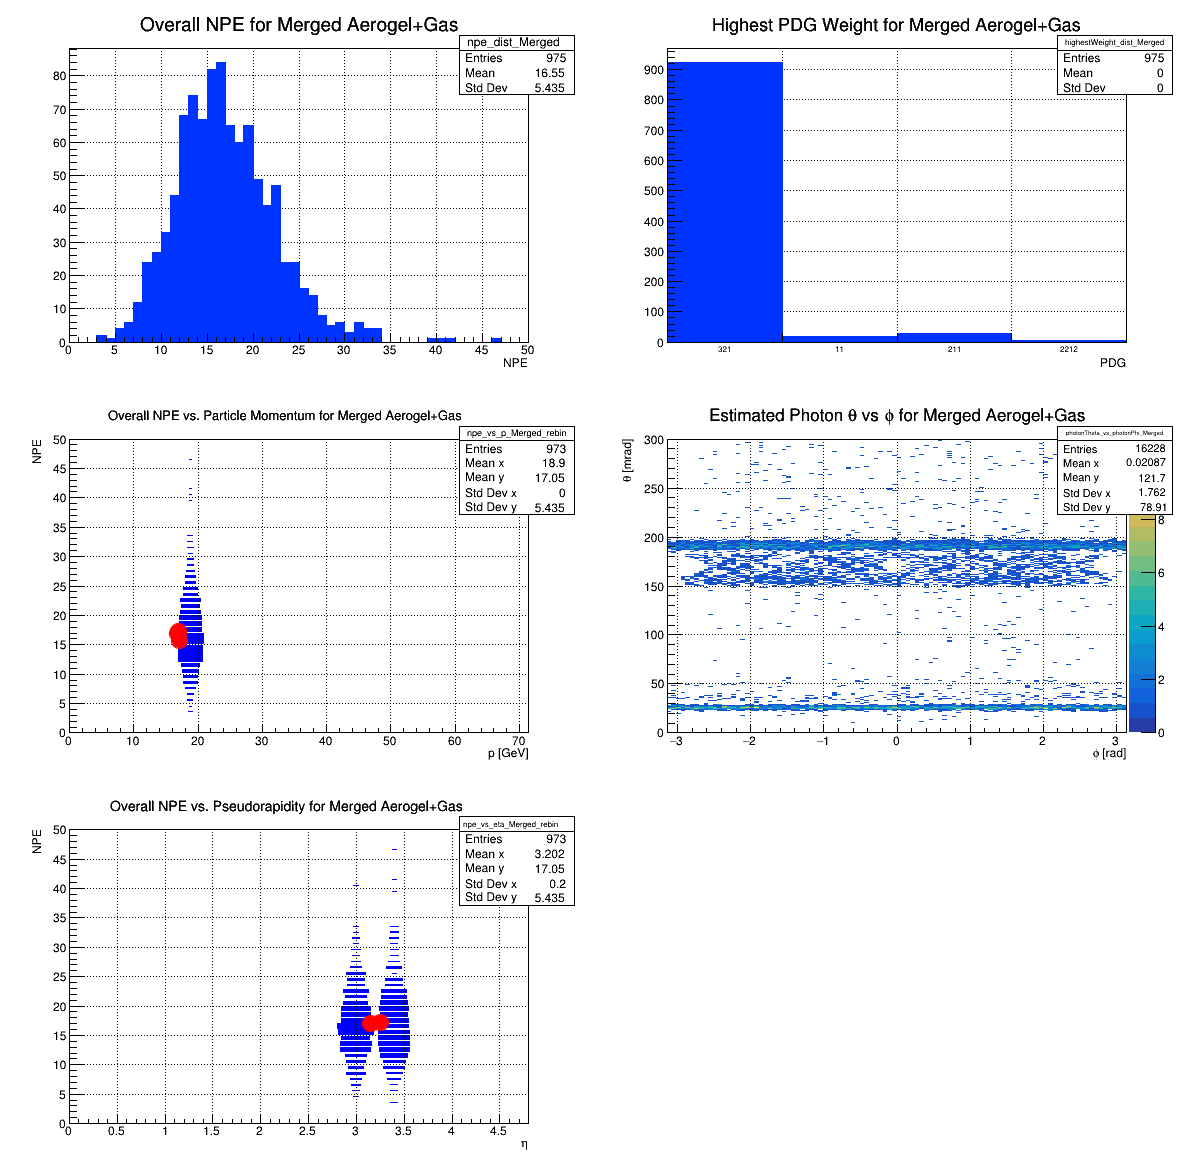 Overall NPE for Merged Aerogel+Gas
npe_dist_Merged
Entries 975
Mean 16.55
Std Dev 5.435
80
70
60
50
40
30
20
10
0
0 5 10 15 20 25 30 35 40 45 50
NPE
Highest PDG Weight for Merged Aerogel+Gas
highestWeight_dist_Merged
Entries 975
Mean 0
Std Dev 0
900
800
700
600
500
400
300
200
100
0
321 11 211 2212
PDG
Overall NPE vs. Particle Momentum for Merged Aerogel+Gas
npe_vs_p_Merged_rebin
Entries 973
Mean x 18.9
Mean y 17.05
Std Dev x 0
Std Dev y 5.435
NPE
50
45
40
35
30
25
20
15
10
5
0
0 10 20 30 40 50 60 70
p [GeV]
Estimated Photon θ vs ϕ for Merged Aerogel+Gas
photonTheta_vs_photonPhi_Merged
Entries 16228
Mean x 0.02087
Mean y 121.7
Std Dev x 1.762
Std Dev y 78.91
θ [mrad]
300
250
200
150
100
50
0
−3 −2 −1 0 1 2 3
ϕ [rad]
8
6
4
2
0
Overall NPE vs. Pseudorapidity for Merged Aerogel+Gas
npe_vs_eta_Merged_rebin
Entries 973
Mean x 3.202
Mean y 17.05
Std Dev x 0.2
Std Dev y 5.435
NPE
50
45
40
35
30
25
20
15
10
5
0
0 0.5 1 1.5 2 2.5 3 3.5 4 4.5
η